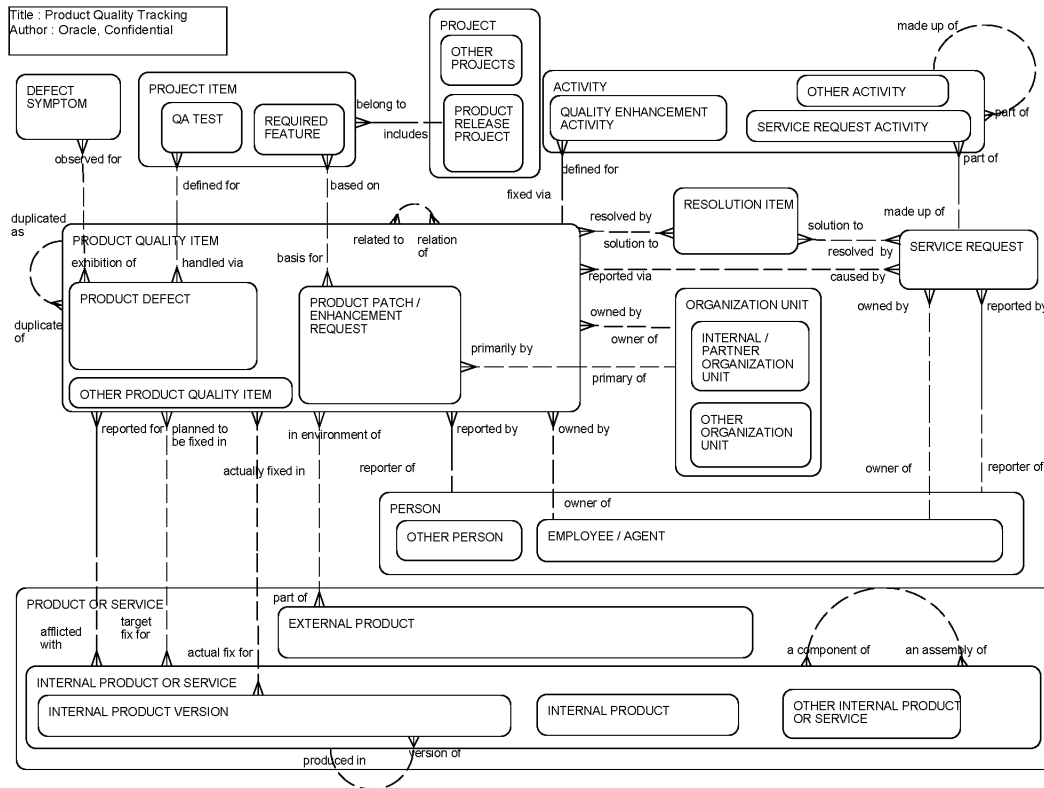 Title : Product Quality Tracking
Author : Oracle, Confidential
PROJECT
OTHER
PROJECTS
PRODUCT
RELEASE
PROJECT
made up of
DEFECT
SYMPTOM
PROJECT ITEM
QA TEST
REQUIRED
FEATURE
belong to
includes
ACTIVITY
OTHER ACTIVITY
QUALITY ENHANCEMENT
ACTIVITY
SERVICE REQUEST ACTIVITY
part of
observed for
defined for
based on
defined for
part of
fixed via
duplicated
as
related to
relation
of
resolved by
solution to
RESOLUTION ITEM
solution to
resolved by
made up of
SERVICE REQUEST
PRODUCT QUALITY ITEM
exhibition of
handled via
basis for
reported via
caused by
PRODUCT DEFECT
PRODUCT PATCH /
ENHANCEMENT
REQUEST
duplicate
of
owned by
owner of
ORGANIZATION UNIT
INTERNAL /
PARTNER
ORGANIZATION
UNIT
OTHER
ORGANIZATION
UNIT
owned by
reported by
primarily by
primary of
OTHER PRODUCT QUALITY ITEM
reported for
planned to
be fixed in
actually fixed in
in environment of
reported by
owned by
reporter of
owner of
owner of
reporter of
PERSON
OTHER PERSON
EMPLOYEE / AGENT
PRODUCT OR SERVICE
part of
EXTERNAL PRODUCT
afflicted
with
target
fix for
actual fix for
a component of
an assembly of
INTERNAL PRODUCT OR SERVICE
INTERNAL PRODUCT VERSION
INTERNAL PRODUCT
OTHER INTERNAL PRODUCT
OR SERVICE
produced in
version of